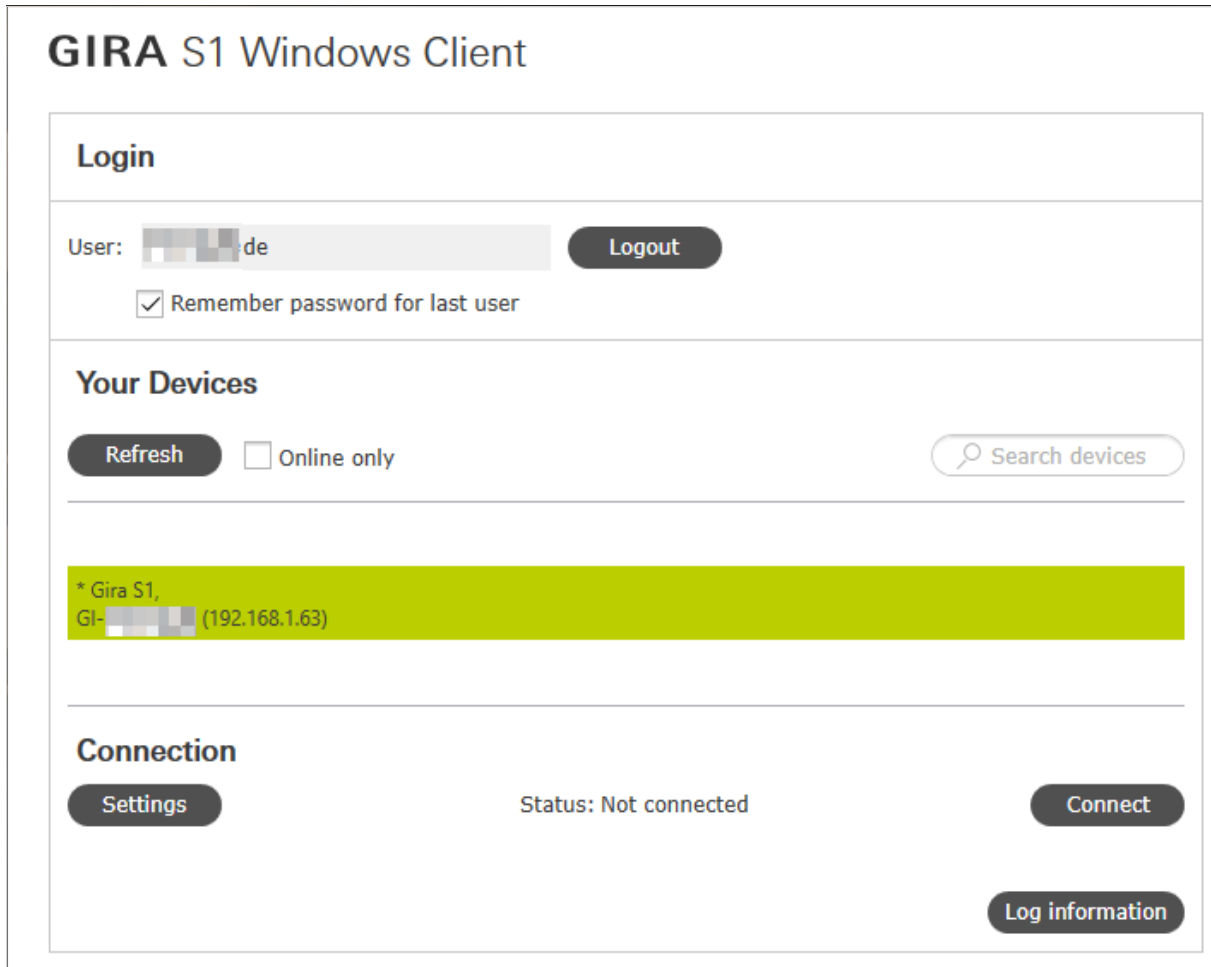 GIRA S1 Windows Client
Login
User: de Logout
Remember password for last user
Your Devices
Refresh Online only Search devices
* Gira S1,
GI- (192.168.1.63)
Connection
Settings Status: Not connected Connect
Log information